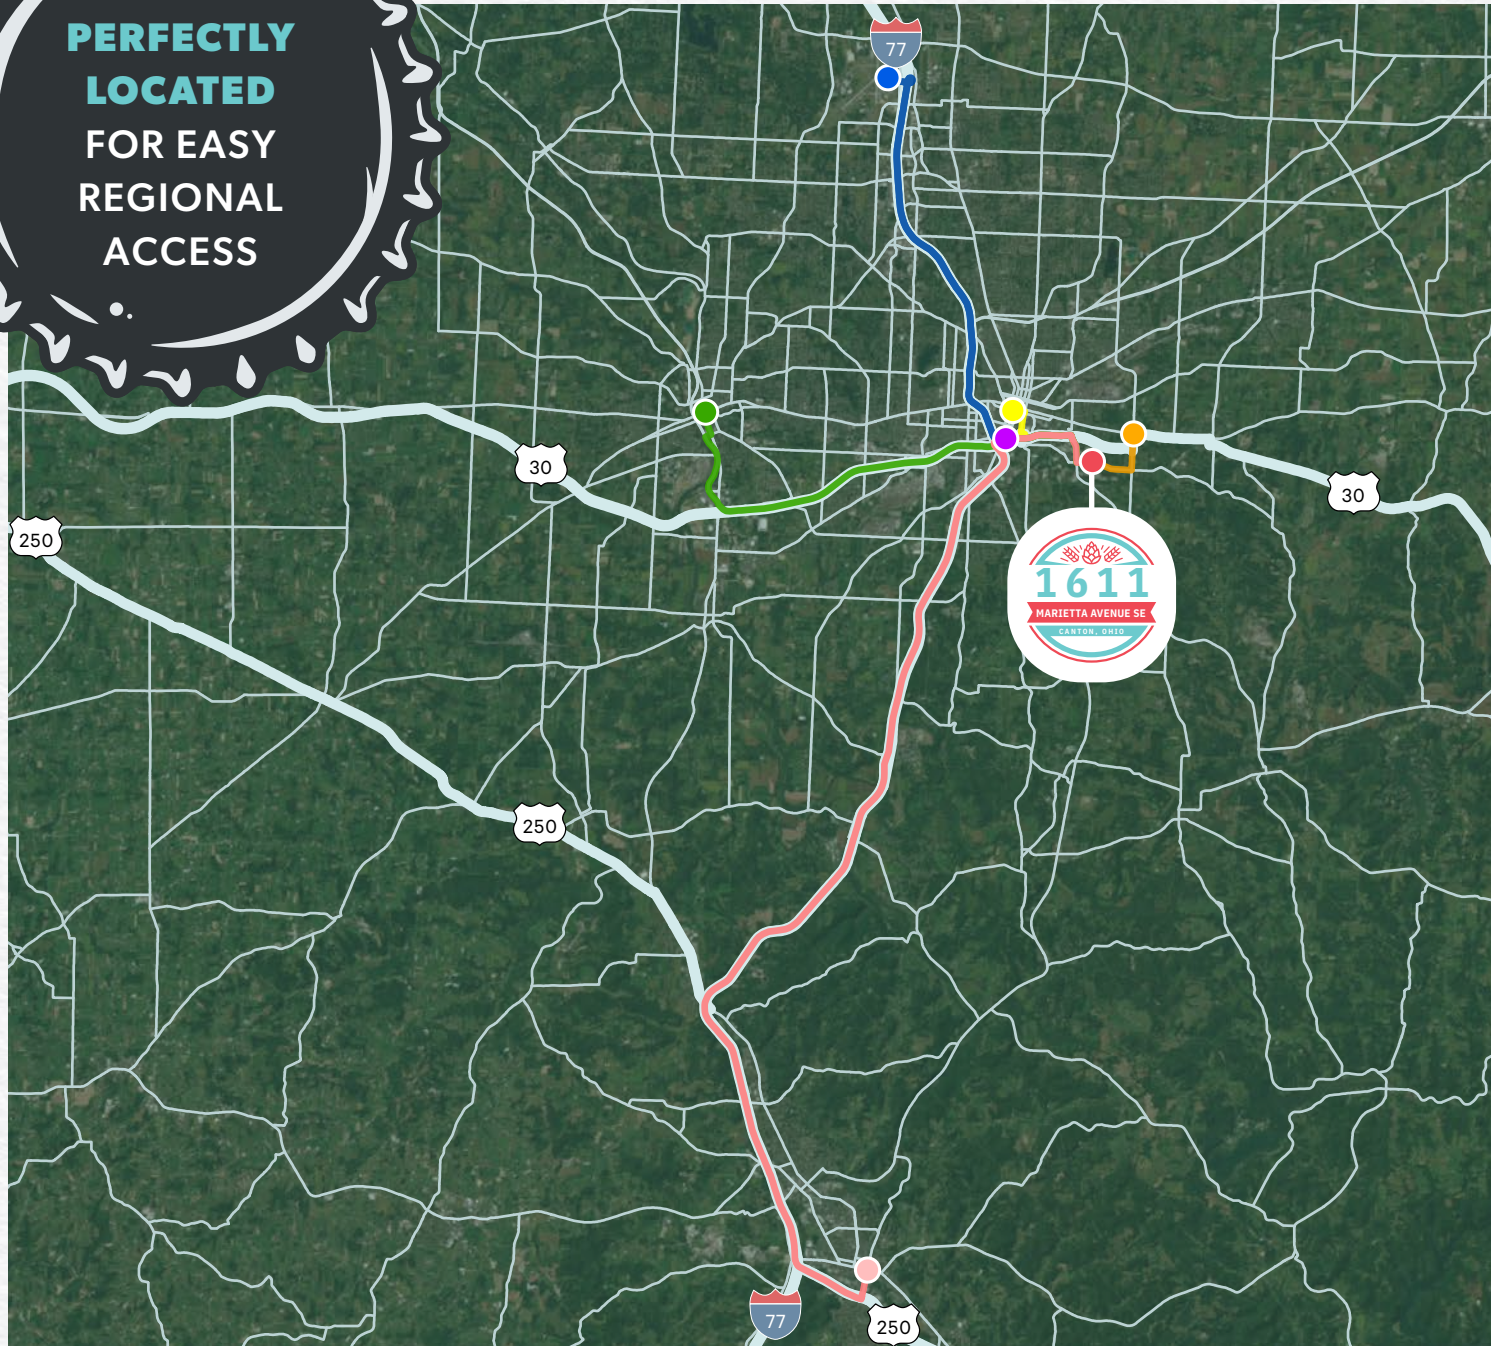 PERFECTLY
LOCATED
FOR EASY
REGIONAL
ACCESS
77
30
30
250
1611
MARIETTA AVENUE SE
CANTON, OHIO
250
77
250